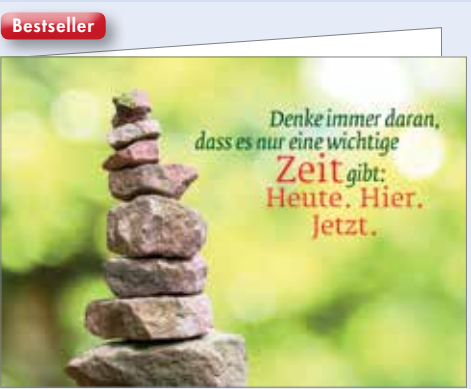 Bestseller
Denke immer daran,
dass es nur eine wichtige
Zeit gibt:
Heute. Hier.
Jetzt.